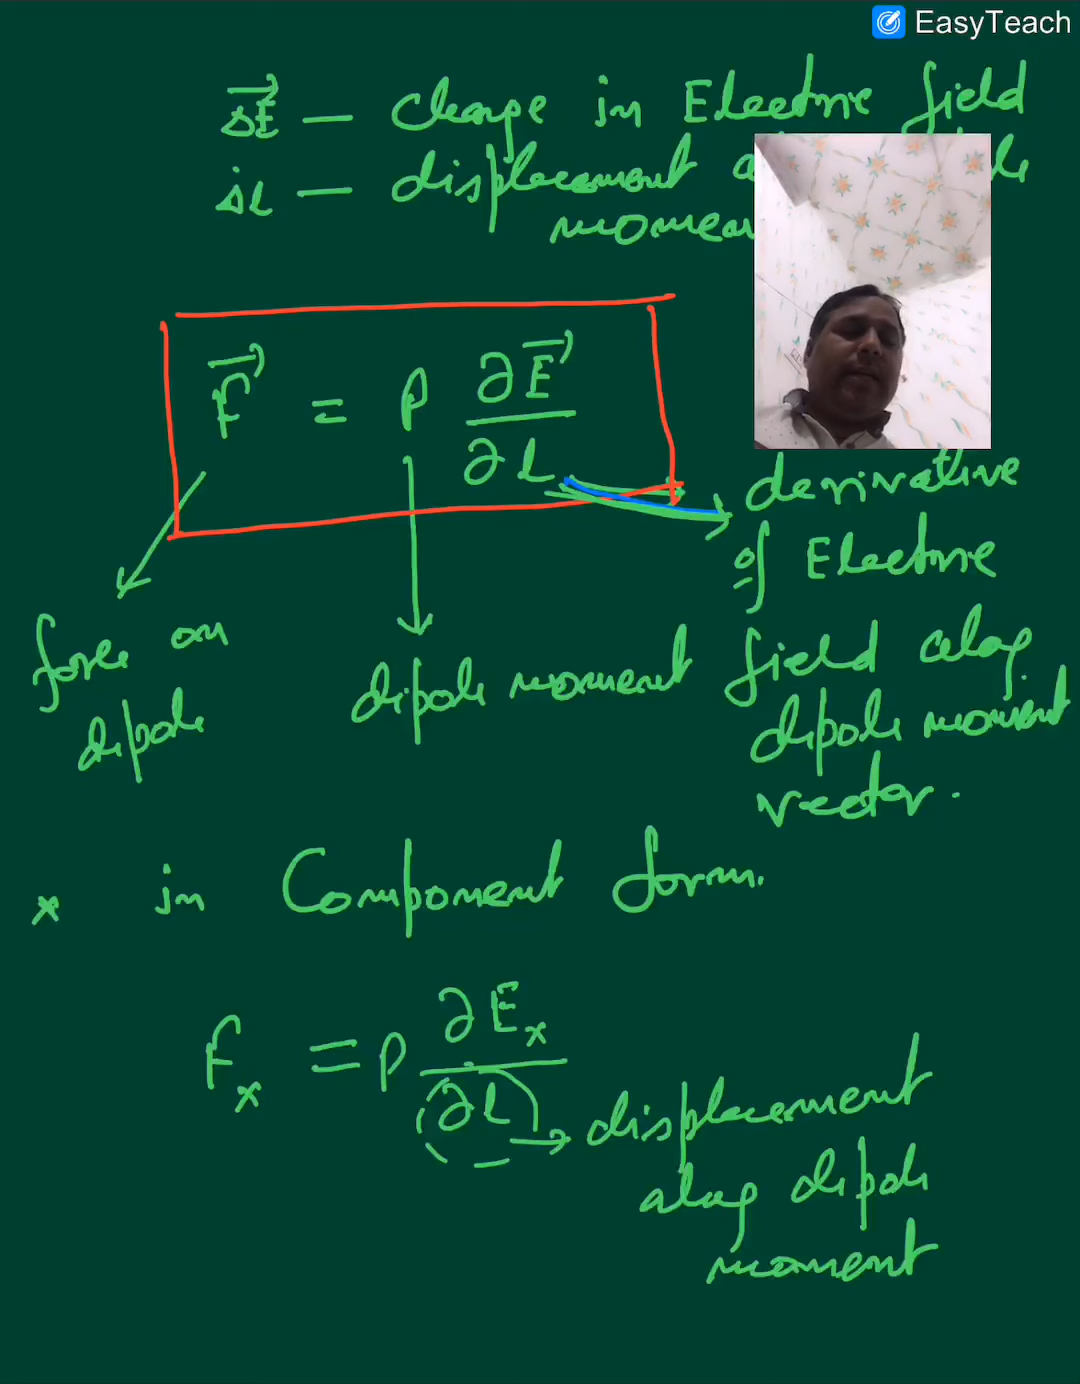 EasyTeach
ΔE⃗ — change in Electric field
Δl — displacement
moment
F⃗ = p ∂E⃗/∂l
derivative
of Electric
field along
dipole moment
vector.
force on
dipole
dipole moment
* in Component form.
Fₓ = p ∂Eₓ/∂l
displacement
along dipole
moment